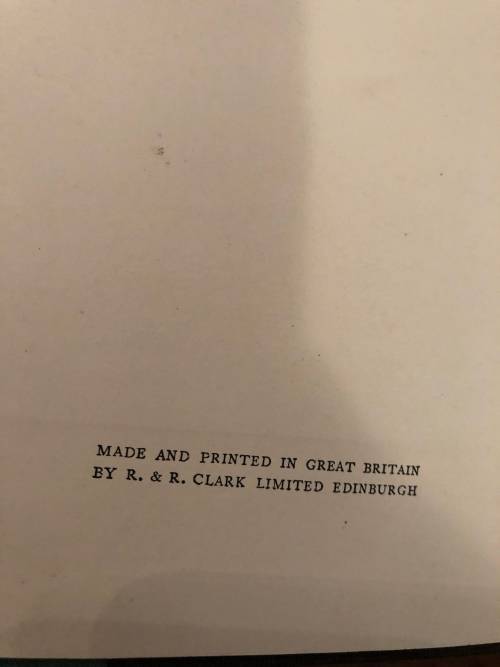 MADE AND PRINTED IN GREAT BRITAIN
BY R. & R. CLARK LIMITED EDINBURGH